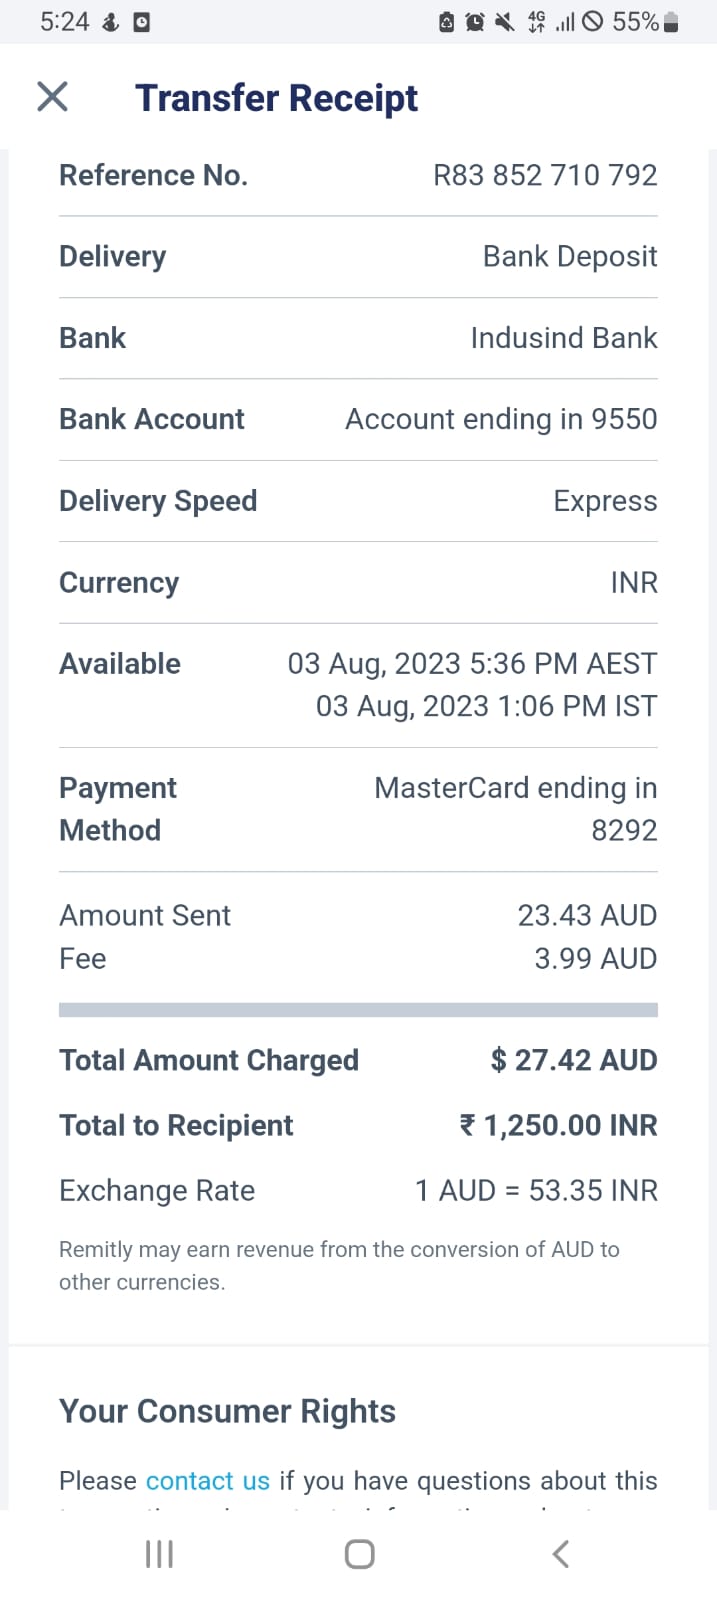 5:24
4G
55%
Transfer Receipt
Reference No. R83 852 710 792
Delivery Bank Deposit
Bank Indusind Bank
Bank Account Account ending in 9550
Delivery Speed Express
Currency INR
Available 03 Aug, 2023 5:36 PM AEST
03 Aug, 2023 1:06 PM IST
Payment MasterCard ending in
Method 8292
Amount Sent 23.43 AUD
Fee 3.99 AUD
Total Amount Charged $ 27.42 AUD
Total to Recipient ₹ 1,250.00 INR
Exchange Rate 1 AUD = 53.35 INR
Remitly may earn revenue from the conversion of AUD to
other currencies.
Your Consumer Rights
Please contact us if you have questions about this